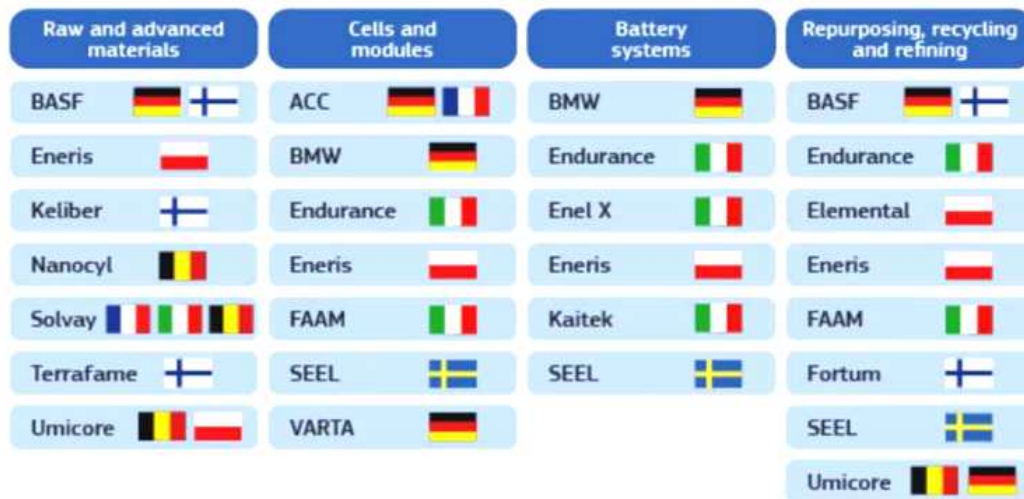 Raw and advanced
materials
BASF
Eneris
Keliber
Nanocyl
Solvay
Terrafame
Umicore
Cells and
modules
ACC
BMW
Endurance
Eneris
FAAM
SEEL
VARTA
Battery
systems
BMW
Endurance
Enel X
Eneris
Kaitek
SEEL
Repurposing, recycling
and refining
BASF
Endurance
Elemental
Eneris
FAAM
Fortum
SEEL
Umicore